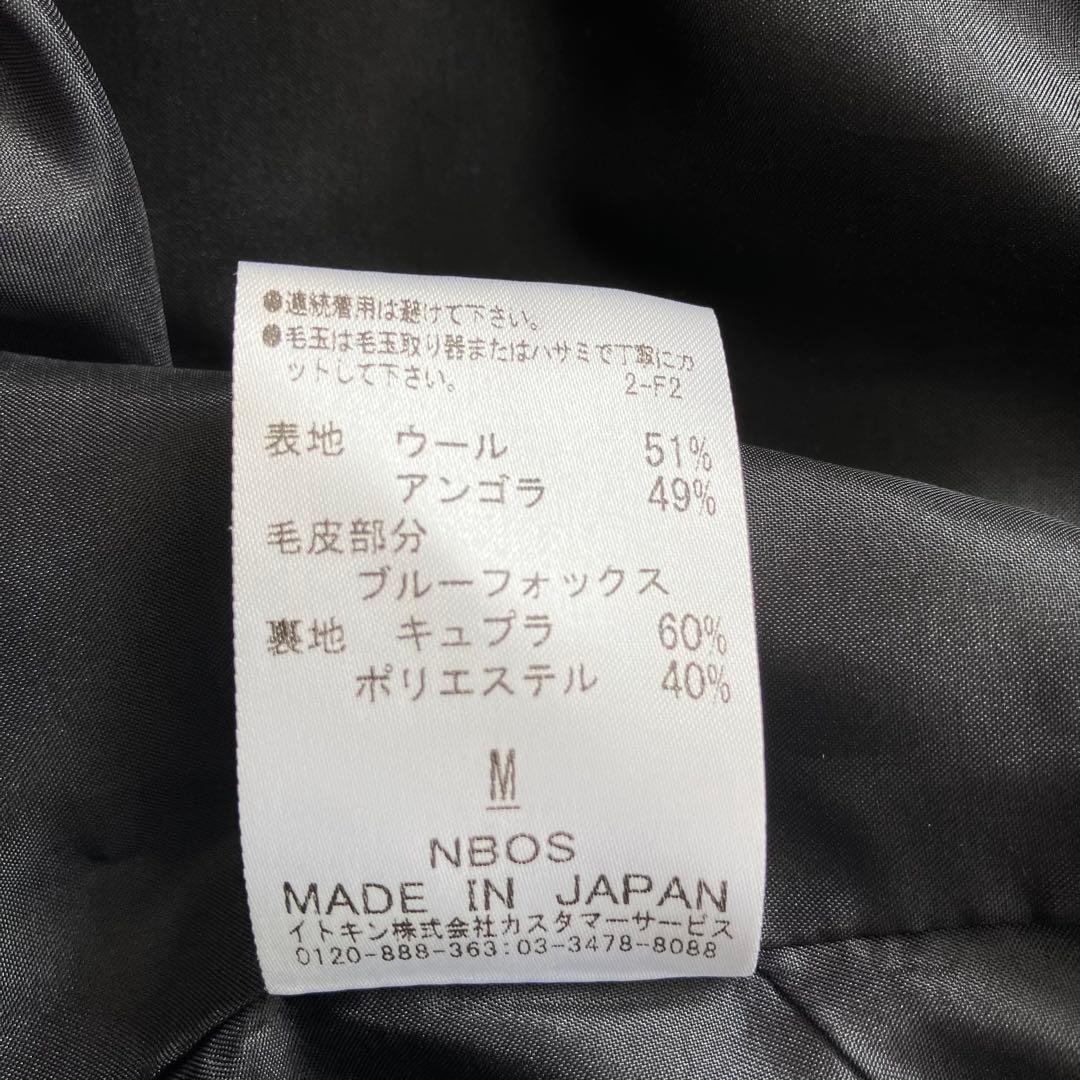 ●連続着用は避けて下さい。
●毛玉は毛玉取り器またはハサミで丁寧にカ
ットして下さい。 2-F2
表地 ウール 51%
アンゴラ 49%
毛皮部分
ブルーフォックス
裏地 キュプラ 60%
ポリエステル 40%
M
NBOS
MADE IN JAPAN
イトキン株式会社カスタマーサービス
0120-888-363:03-3478-8088